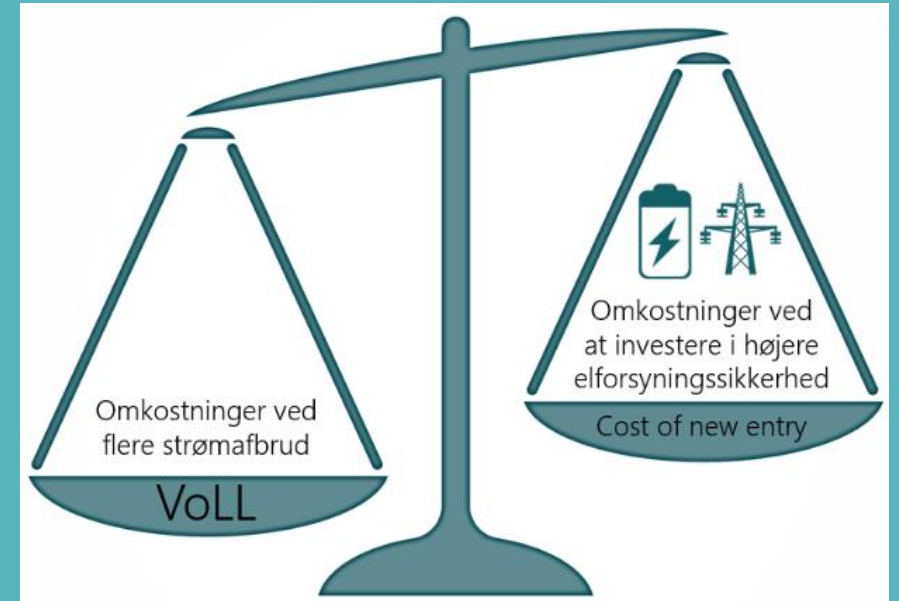 Omkostninger ved
flere strømafbrud
VoLL
Omkostninger ved
at investere i højere
elforsyningssikkerhed
Cost of new entry